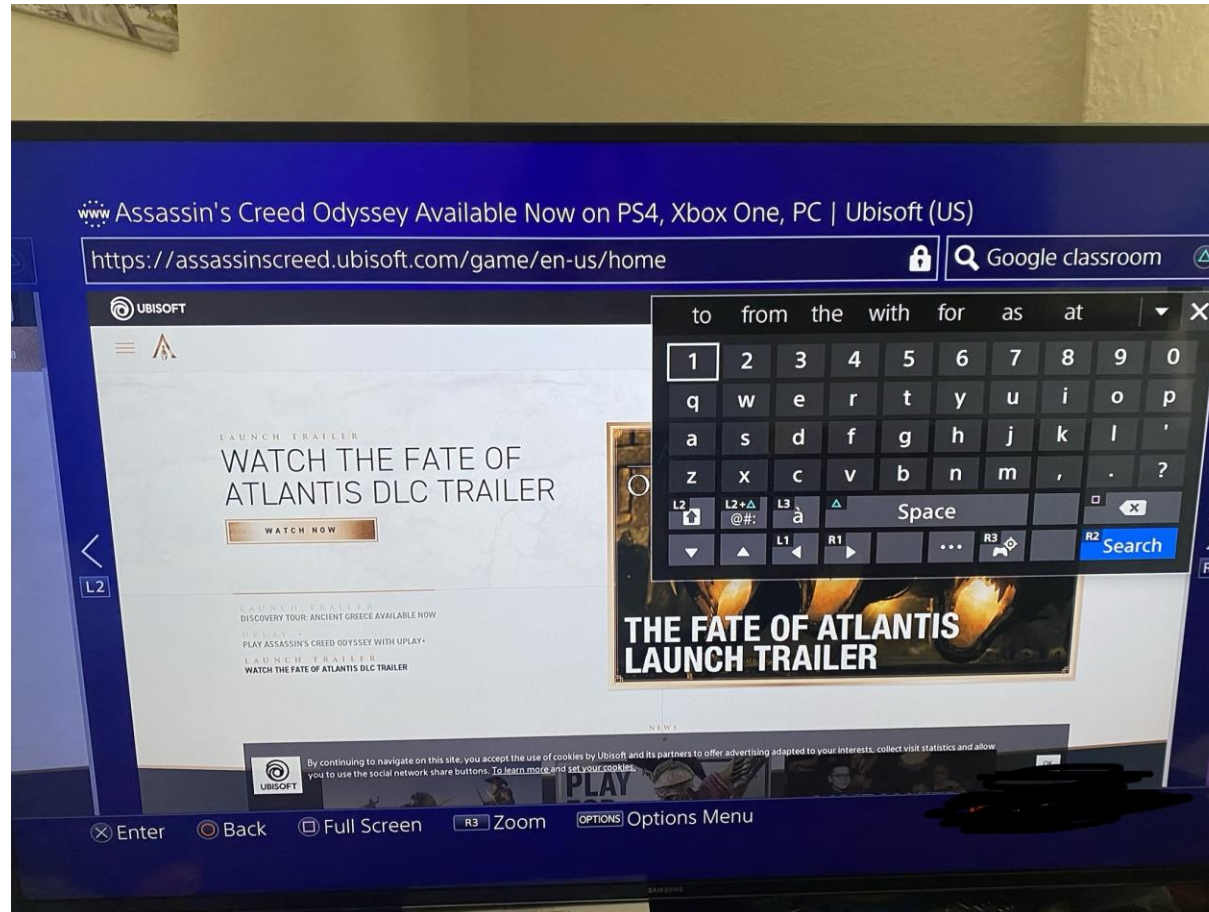 www Assassin's Creed Odyssey Available Now on PS4, Xbox One, PC | Ubisoft (US)
https://assassinscreed.ubisoft.com/game/en-us/home
Google classroom
UBISOFT
to from the with for as at
1 2 3 4 5 6 7 8 9 0
q w e r t y u i o p
a s d f g h j k l '
z x c v b n m , . ?
L2 L2+△ @#: L3 à △ Space
L1 R1 ... R3 R2 Search
LAUNCH TRAILER
WATCH THE FATE OF
ATLANTIS DLC TRAILER
WATCH NOW
L2
LAUNCH TRAILER
DISCOVERY TOUR: ANCIENT GREECE AVAILABLE NOW
UPLAY +
PLAY ASSASSIN'S CREED ODYSSEY WITH UPLAY+
LAUNCH TRAILER
WATCH THE FATE OF ATLANTIS DLC TRAILER
THE FATE OF ATLANTIS
LAUNCH TRAILER
NEWS
UBISOFT
By continuing to navigate on this site, you accept the use of cookies by Ubisoft and its partners to offer advertising adapted to your interests, collect visit statistics and allow
you to use the social network share buttons. To learn more and set your cookies.
OK
PLAY
FOR
Enter Back Full Screen R3 Zoom OPTIONS Options Menu
SAMSUNG